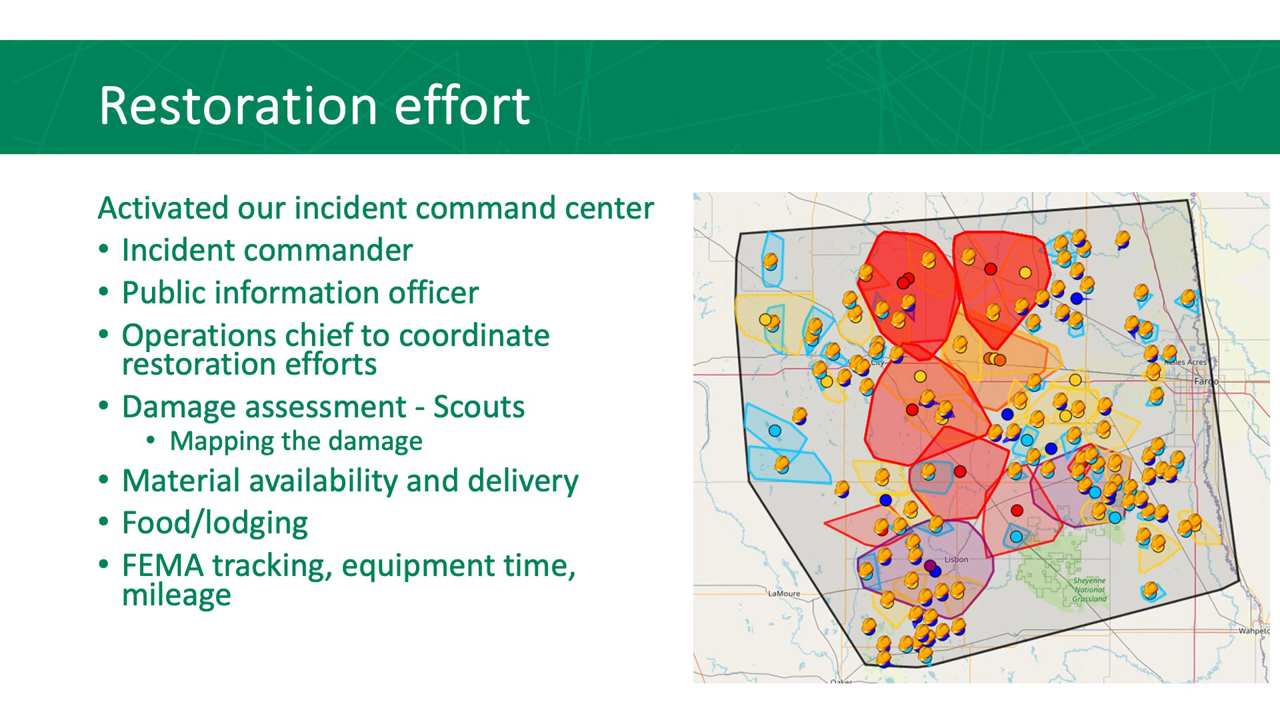 Restoration effort
Activated our incident command center
• Incident commander
• Public information officer
• Operations chief to coordinate
restoration efforts
• Damage assessment - Scouts
• Mapping the damage
• Material availability and delivery
• Food/lodging
• FEMA tracking, equipment time,
mileage
City
Acres
Fargo
Lisbon
Sheyenne
National
Grassland
LaMoure